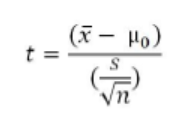 t = (x̄ − μ₀) / (s/√n)